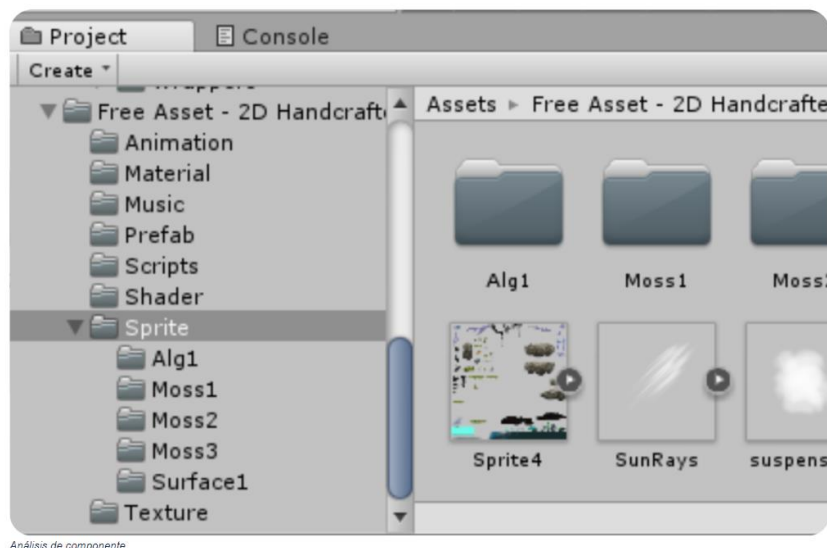 Project
Console
Create
Free Asset - 2D Handcraft
Animation
Material
Music
Prefab
Scripts
Shader
Sprite
Alg1
Moss1
Moss2
Moss3
Surface1
Texture
Assets ▸ Free Asset - 2D Handcrafte
Alg1
Moss1
Moss
Sprite4
SunRays
suspens
Análisis de componente